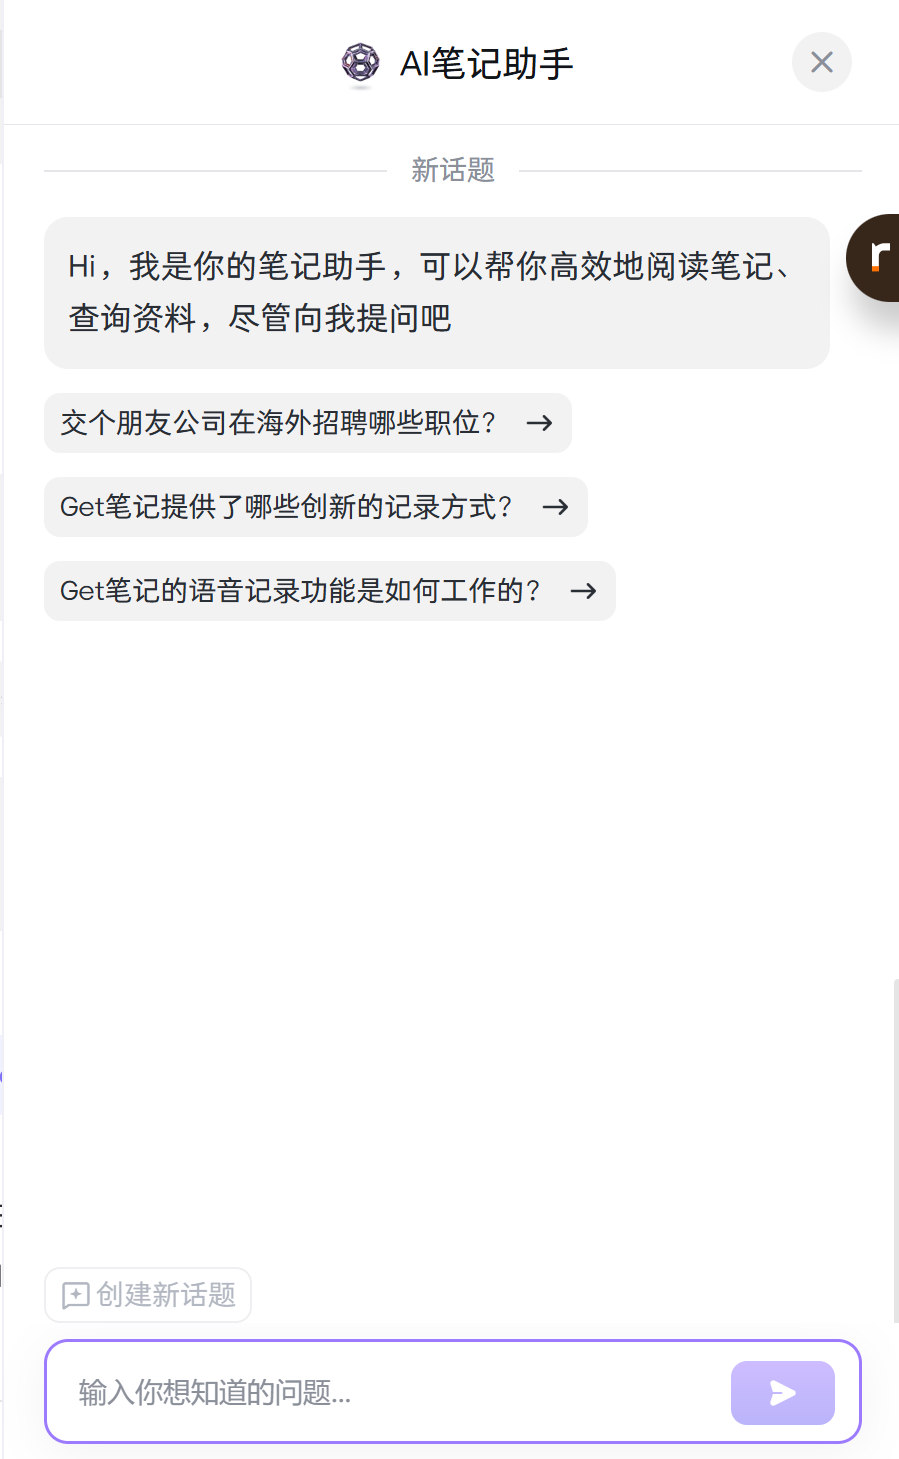 AI笔记助手
新话题
Hi，我是你的笔记助手，可以帮你高效地阅读笔记、
查询资料，尽管向我提问吧
交个朋友公司在海外招聘哪些职位？
Get笔记提供了哪些创新的记录方式？
Get笔记的语音记录功能是如何工作的？
创建新话题
输入你想知道的问题...